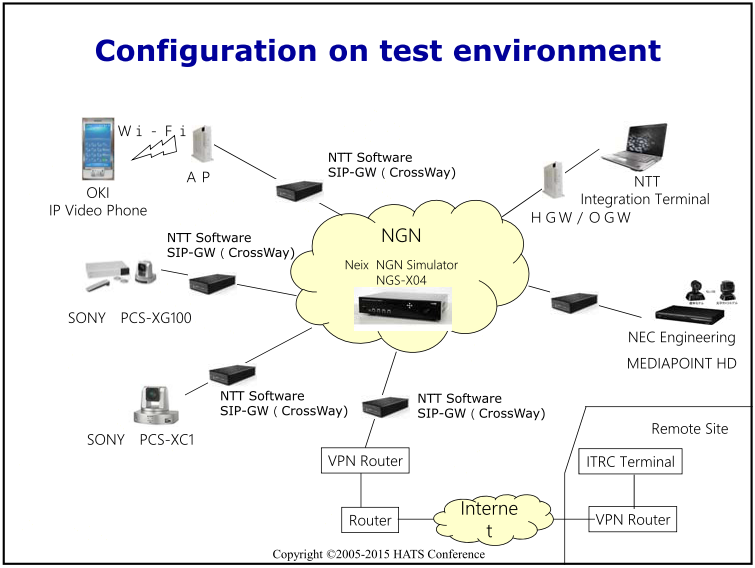 Configuration on test environment
Ｗｉ－Ｆｉ
ＡＰ
OKI
IP Video Phone
NTT Software
SIP-GW ( CrossWay)
NTT
Integration Terminal
ＨＧＷ/ＯＧＷ
NTT Software
SIP-GW ( CrossWay)
NGN
Neix NGN Simulator
NGS-X04
SONY PCS-XG100
NEC Engineering
MEDIAPOINT HD
NTT Software
SIP-GW ( CrossWay)
SONY PCS-XC1
NTT Software
SIP-GW ( CrossWay)
Remote Site
VPN Router
ITRC Terminal
Router
Interne
t
VPN Router
Copyright ©2005-2015 HATS Conference